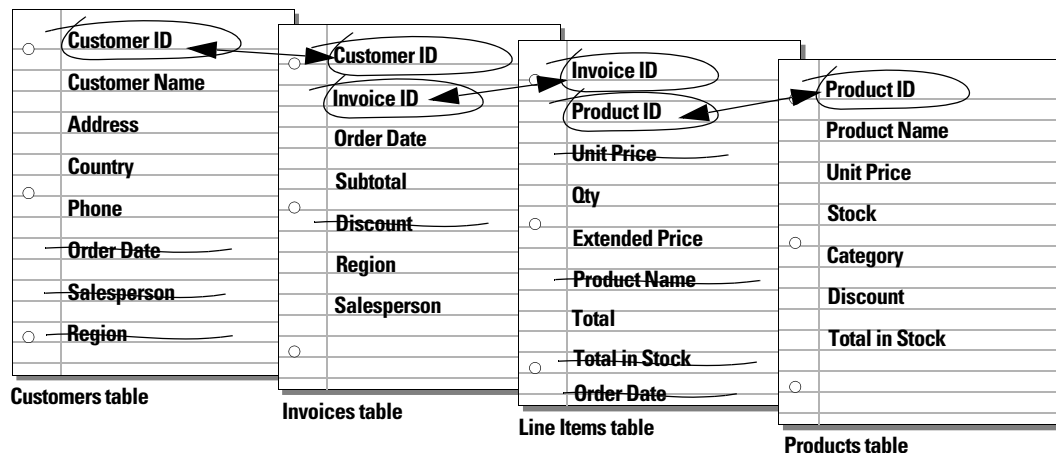 Customer ID
Customer Name
Address
Country
Phone
Order Date
Salesperson
Region
Customers table
Customer ID
Invoice ID
Order Date
Subtotal
Discount
Region
Salesperson
Invoices table
Invoice ID
Product ID
Unit Price
Qty
Extended Price
Product Name
Total
Total in Stock
Order Date
Line Items table
Product ID
Product Name
Unit Price
Stock
Category
Discount
Total in Stock
Products table